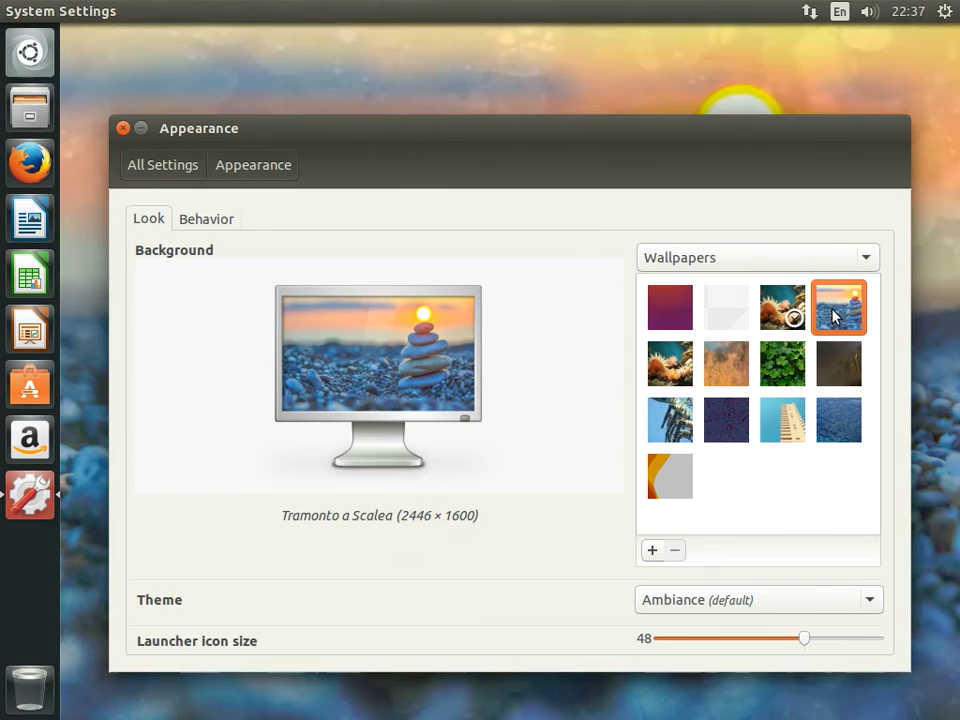 System Settings
En
22:37
Appearance
All Settings
Appearance
Look
Behavior
Background
Wallpapers
Tramonto a Scalea (2446 × 1600)
Theme
Ambiance (default)
Launcher icon size
48